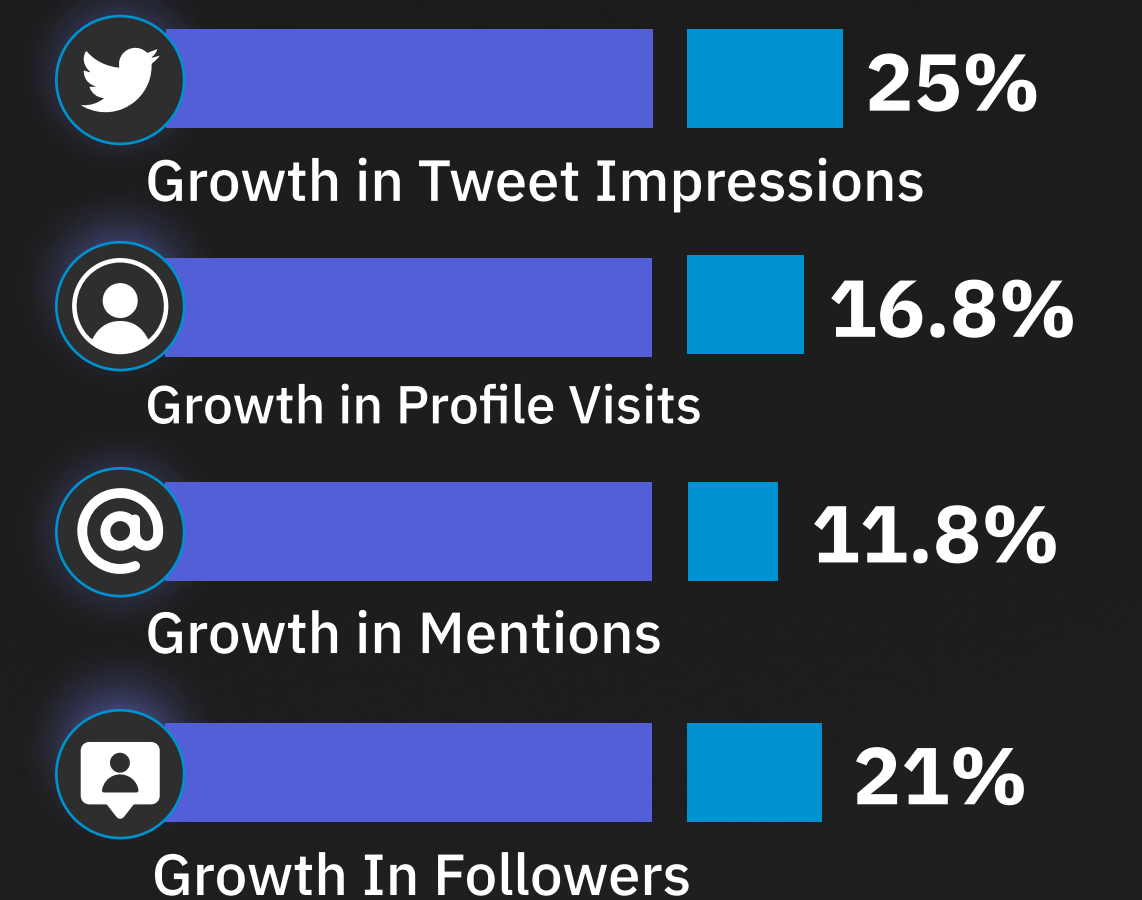 25%
Growth in Tweet Impressions
16.8%
Growth in Profile Visits
11.8%
Growth in Mentions
21%
Growth In Followers